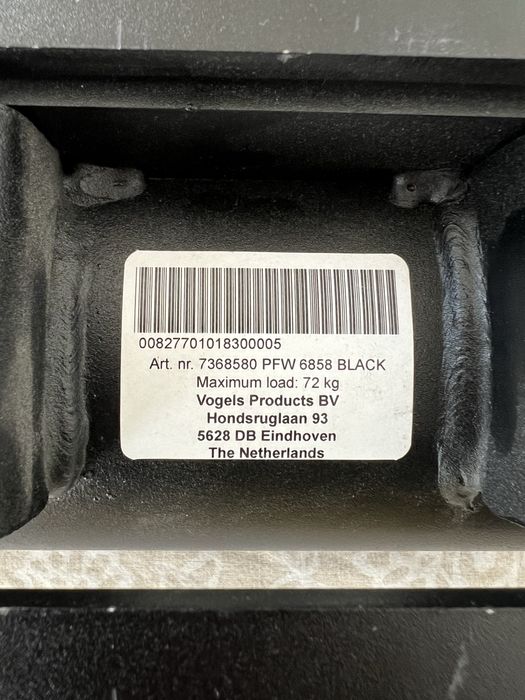 00827701018300005
Art. nr. 7368580 PFW 6858 BLACK
Maximum load: 72 kg
Vogels Products BV
Hondsruglaan 93
5628 DB Eindhoven
The Netherlands